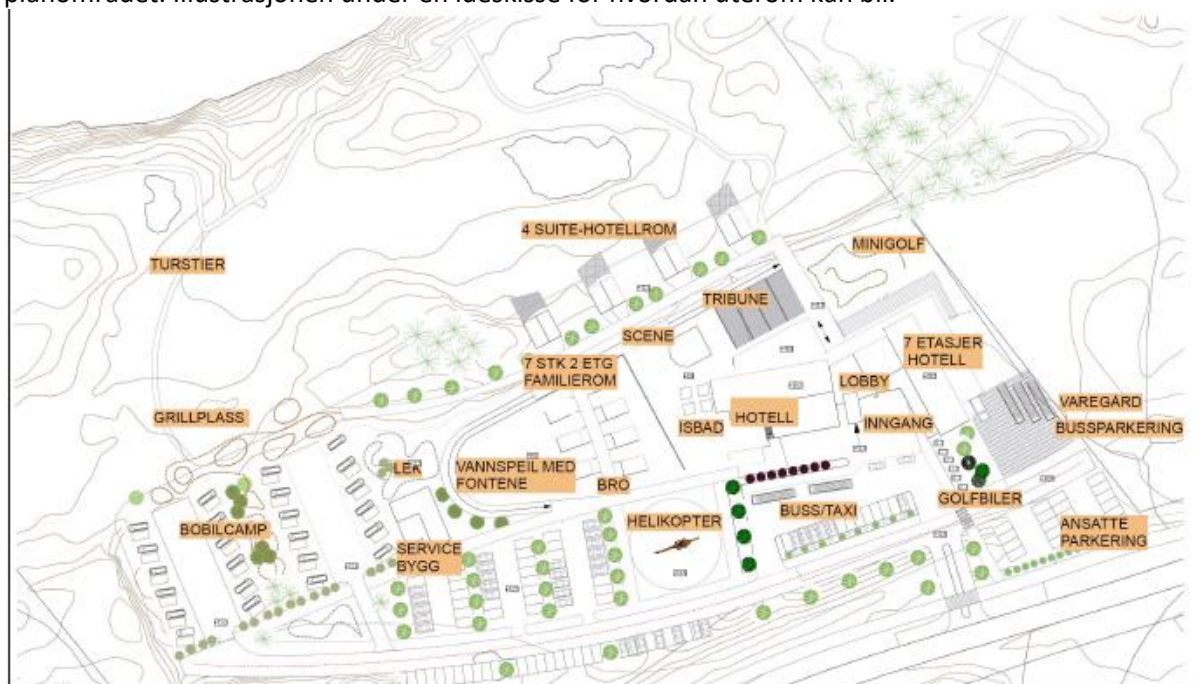 planområdet. Illustrasjonen under en ideskisse for hvordan uterom kan bli.
4 SUITE-HOTELLROM
MINIGOLF
TURSTIER
TRIBUNE
SCENE
7 STK 2 ETG
FAMILIEROM
7 ETASJER
HOTELL
LOBBY
VAREGÅRD
BUSSPARKERING
GRILLPLASS
ISBAD
HOTELL
INNGANG
LEK
VANNSPEIL MED
FONTENE
BRO
GOLFBILER
BOBILCAMP
HELIKOPTER
BUSS/TAXI
ANSATTE
PARKERING
SERVICE
BYGG